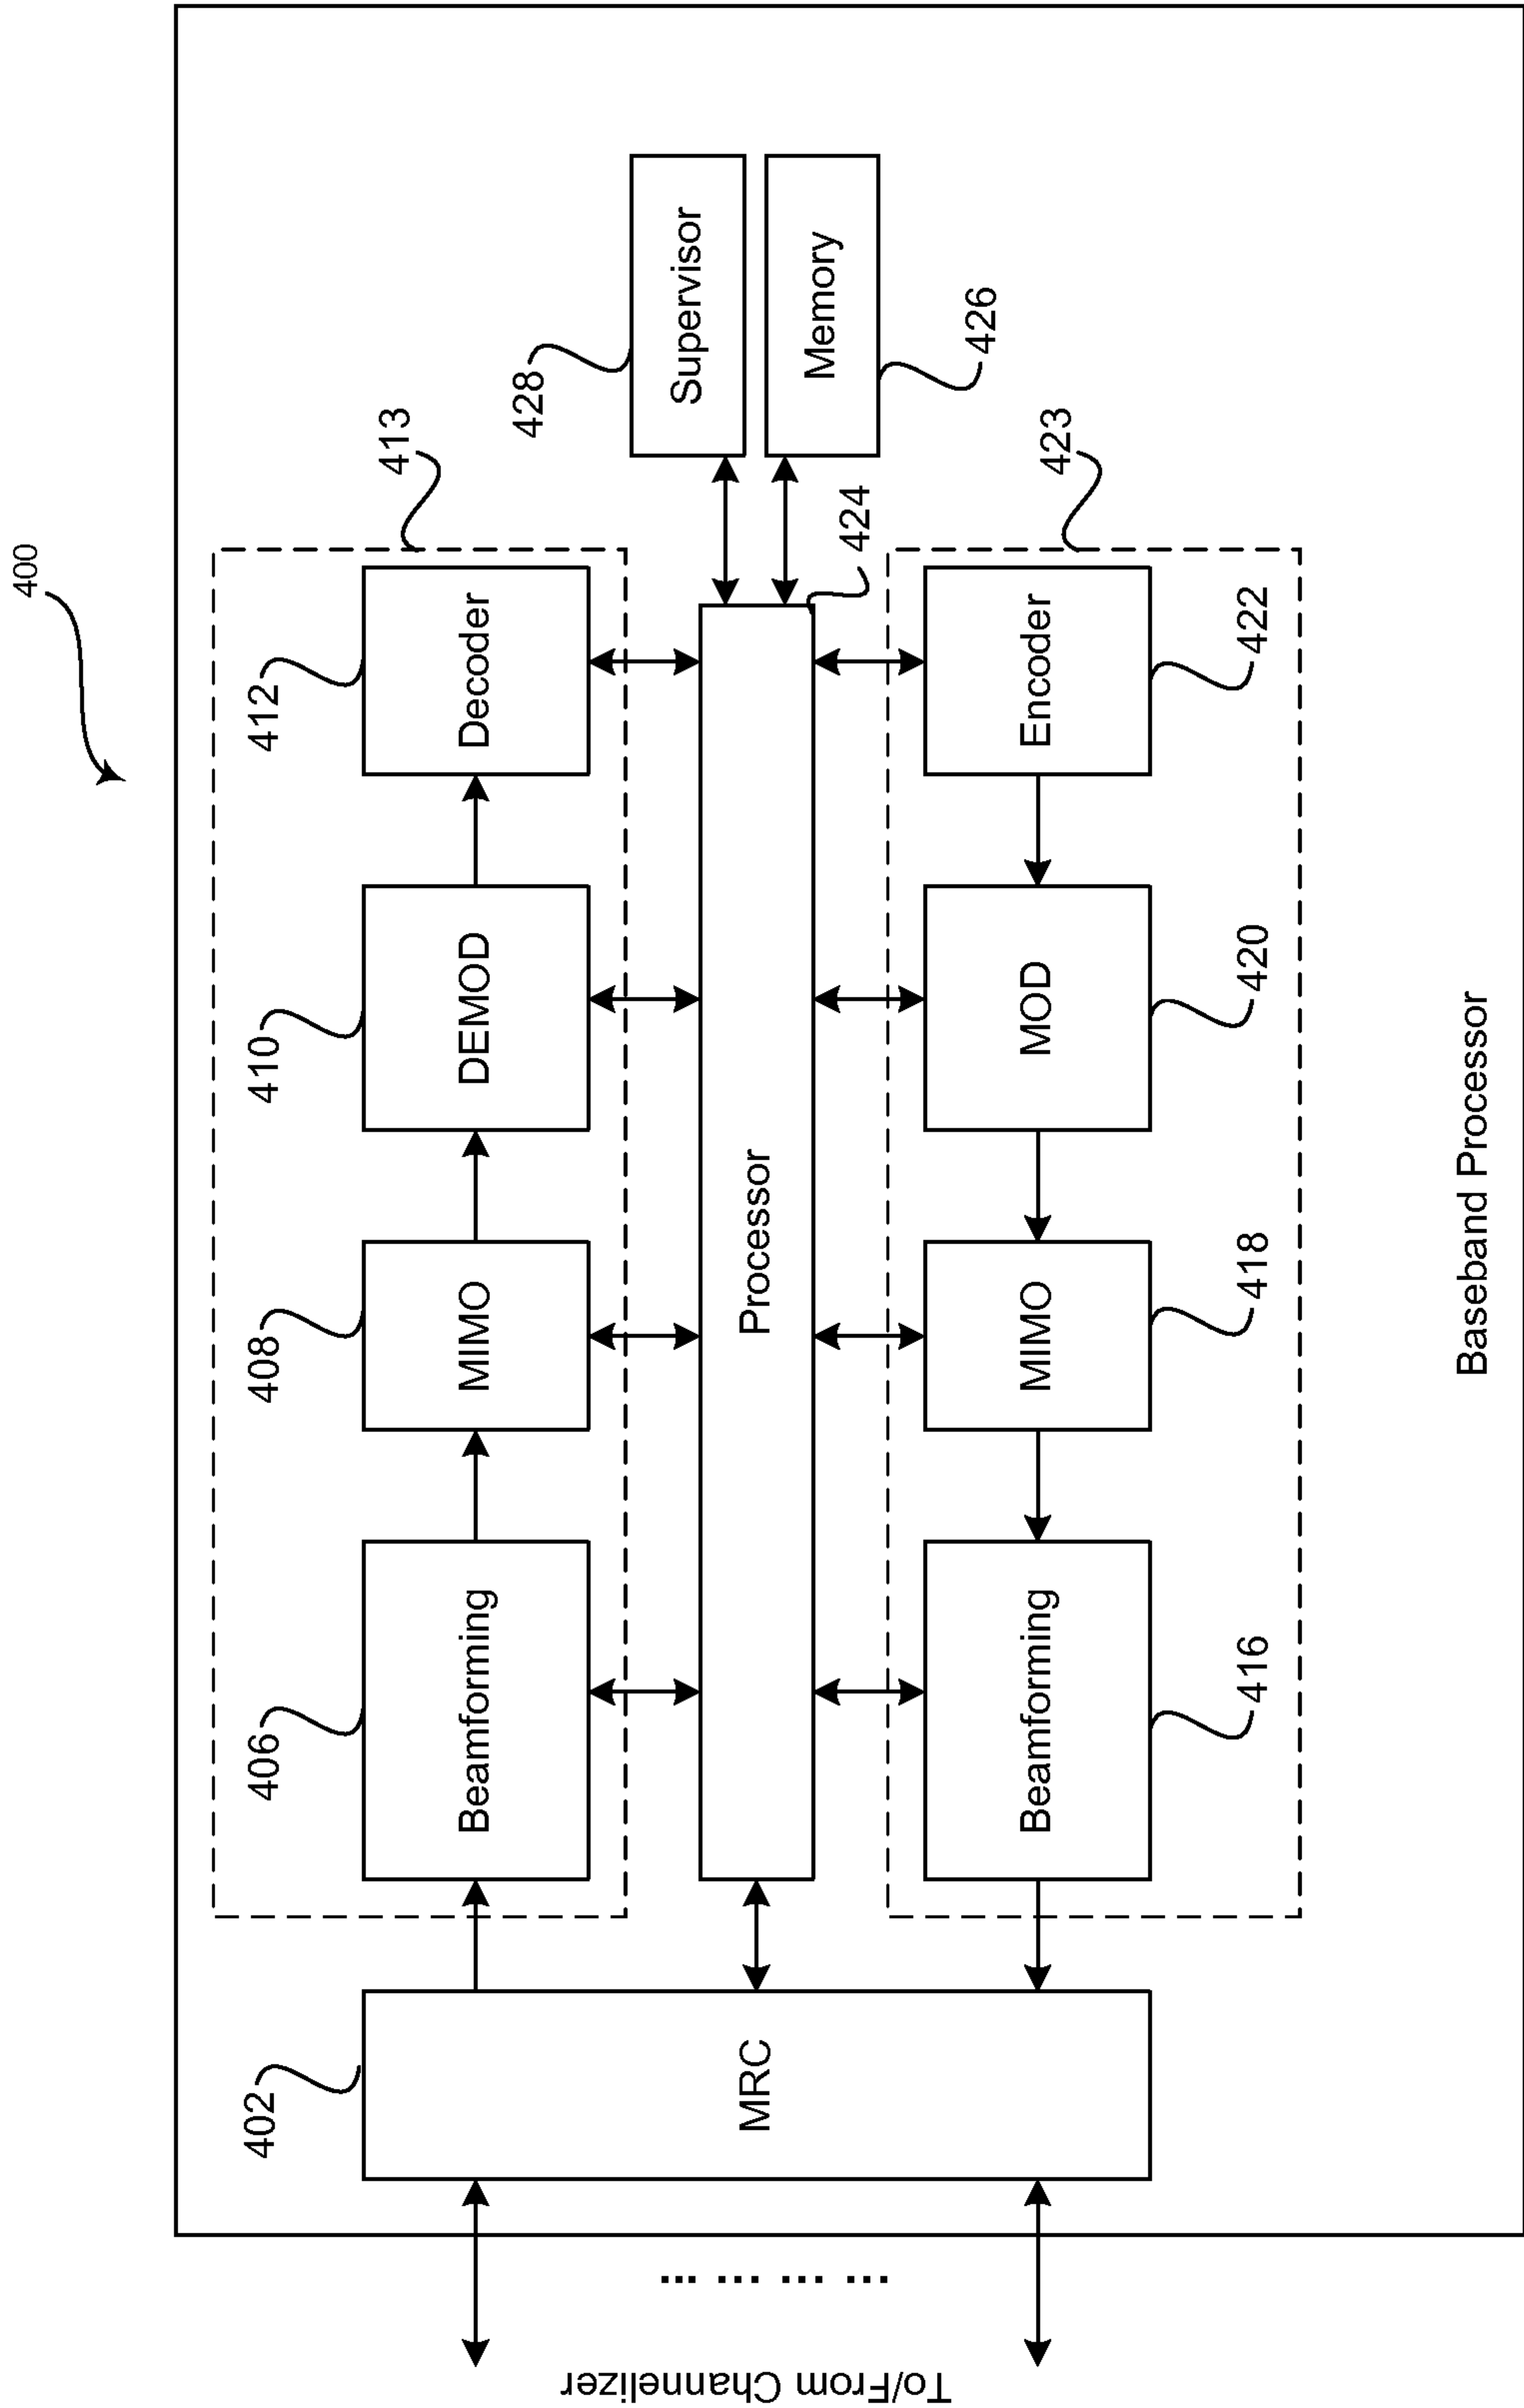 400
413
412
Decoder
410
DEMOD
408
MIMO
406
Beamforming
402
MRC
To/From Channelizer
.... .... .... ....
Processor
424
428
Supervisor
Memory
426
423
Encoder
422
MOD
420
MIMO
418
Beamforming
416
Baseband Processor